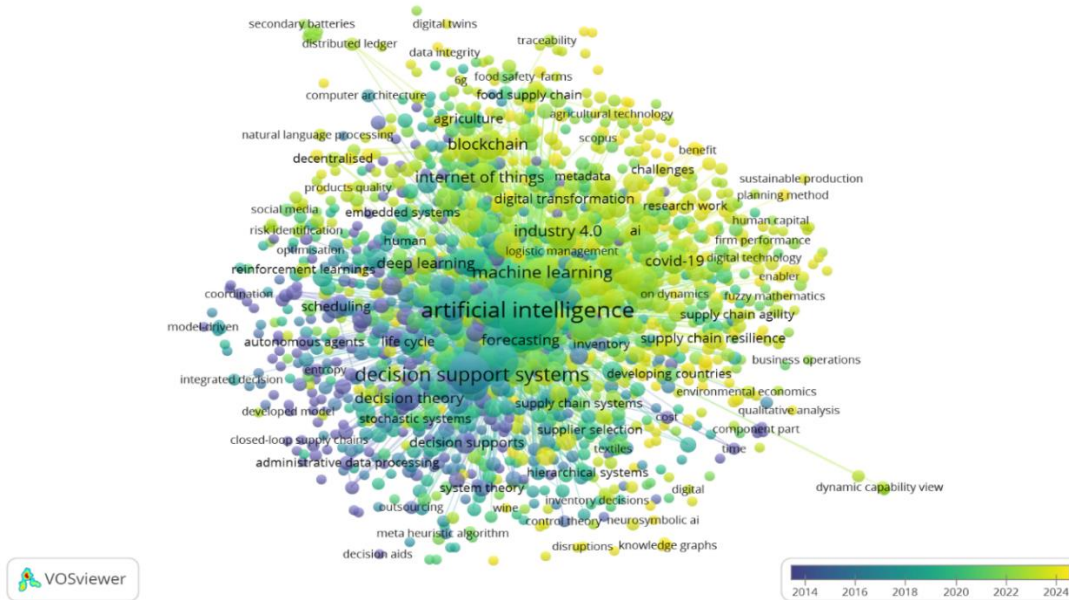 secondary batteries
digital twins
distributed ledger
traceability
data integrity
6g
food safety
farms
computer architecture
food supply chain
agriculture
agricultural technology
natural language processing
blockchain
scopus
decentralised
benefit
challenges
internet of things
metadata
sustainable production
products quality
planning method
digital transformation
research work
social media
embedded systems
human capital
risk identification
industry 4.0
ai
human
firm performance
optimisation
logistic management
deep learning
covid-19
digital technology
reinforcement learnings
machine learning
enabler
coordination
on dynamics
fuzzy mathematics
scheduling
artificial intelligence
supply chain agility
model-driven
autonomous agents
life cycle
forecasting
inventory
supply chain resilience
business operations
entropy
integrated decision
decision support systems
developing countries
decision theory
environmental economics
developed model
supply chain systems
qualitative analysis
stochastic systems
cost
supplier selection
component part
closed-loop supply chains
decision supports
textiles
time
administrative data processing
hierarchical systems
system theory
digital
dynamic capability view
outsourcing
wine
inventory decisions
control theory
neurosymbolic ai
meta heuristic algorithm
decision aids
disruptions
knowledge graphs
VOSviewer
2014 2016 2018 2020 2022 2024